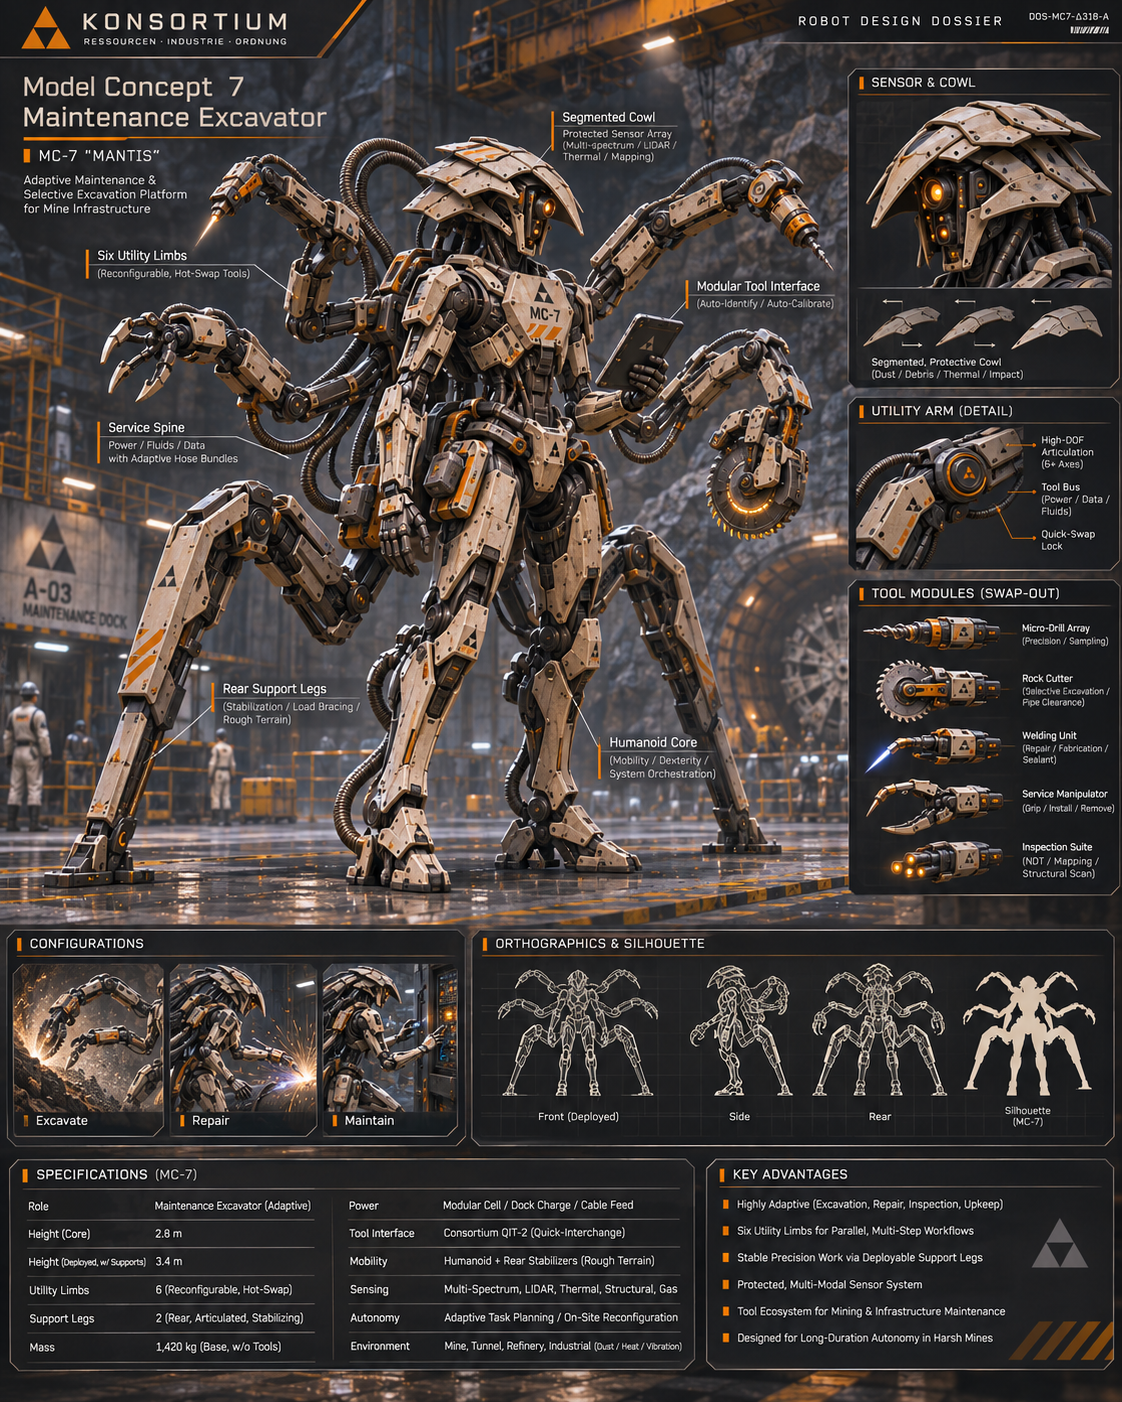 KONSORTIUM
RESSOURCEN · INDUSTRIE · ORDNUNG
ROBOT DESIGN DOSSIER
DOS-MC7-Δ318-A
Model Concept 7
Maintenance Excavator
MC-7 "MANTIS"
Adaptive Maintenance &
Selective Excavation Platform
for Mine Infrastructure
Segmented Cowl
Protected Sensor Array
(Multi-spectrum / LIDAR /
Thermal / Mapping)
Six Utility Limbs
(Reconfigurable, Hot-Swap Tools)
Modular Tool Interface
(Auto-Identify / Auto-Calibrate)
MC-7
Service Spine
Power / Fluids / Data
with Adaptive Hose Bundles
A-03
MAINTENANCE DOCK
Rear Support Legs
(Stabilization / Load Bracing /
Rough Terrain)
Humanoid Core
(Mobility / Dexterity /
System Orchestration)
SENSOR & COWL
Segmented, Protective Cowl
(Dust / Debris / Thermal / Impact)
UTILITY ARM (DETAIL)
High-DOF
Articulation
(6+ Axes)
Tool Bus
(Power / Data /
Fluids)
Quick-Swap
Lock
TOOL MODULES (SWAP-OUT)
Micro-Drill Array
(Precision / Sampling)
Rock Cutter
(Selective Excavation /
Pipe Clearance)
Welding Unit
(Repair / Fabrication /
Sealant)
Service Manipulator
(Grip / Install / Remove)
Inspection Suite
(NDT / Mapping /
Structural Scan)
CONFIGURATIONS
Excavate
Repair
Maintain
ORTHOGRAPHICS & SILHOUETTE
Front (Deployed)
Side
Rear
Silhouette
(MC-7)
SPECIFICATIONS (MC-7)
Role Maintenance Excavator (Adaptive)
Height (Core) 2.8 m
Height (Deployed, w/ Supports) 3.4 m
Utility Limbs 6 (Reconfigurable, Hot-Swap)
Support Legs 2 (Rear, Articulated, Stabilizing)
Mass 1,420 kg (Base, w/o Tools)
Power Modular Cell / Dock Charge / Cable Feed
Tool Interface Consortium QIT-2 (Quick-Interchange)
Mobility Humanoid + Rear Stabilizers (Rough Terrain)
Sensing Multi-Spectrum, LIDAR, Thermal, Structural, Gas
Autonomy Adaptive Task Planning / On-Site Reconfiguration
Environment Mine, Tunnel, Refinery, Industrial (Dust / Heat / Vibration)
KEY ADVANTAGES
Highly Adaptive (Excavation, Repair, Inspection, Upkeep)
Six Utility Limbs for Parallel, Multi-Step Workflows
Stable Precision Work via Deployable Support Legs
Protected, Multi-Modal Sensor System
Tool Ecosystem for Mining & Infrastructure Maintenance
Designed for Long-Duration Autonomy in Harsh Mines